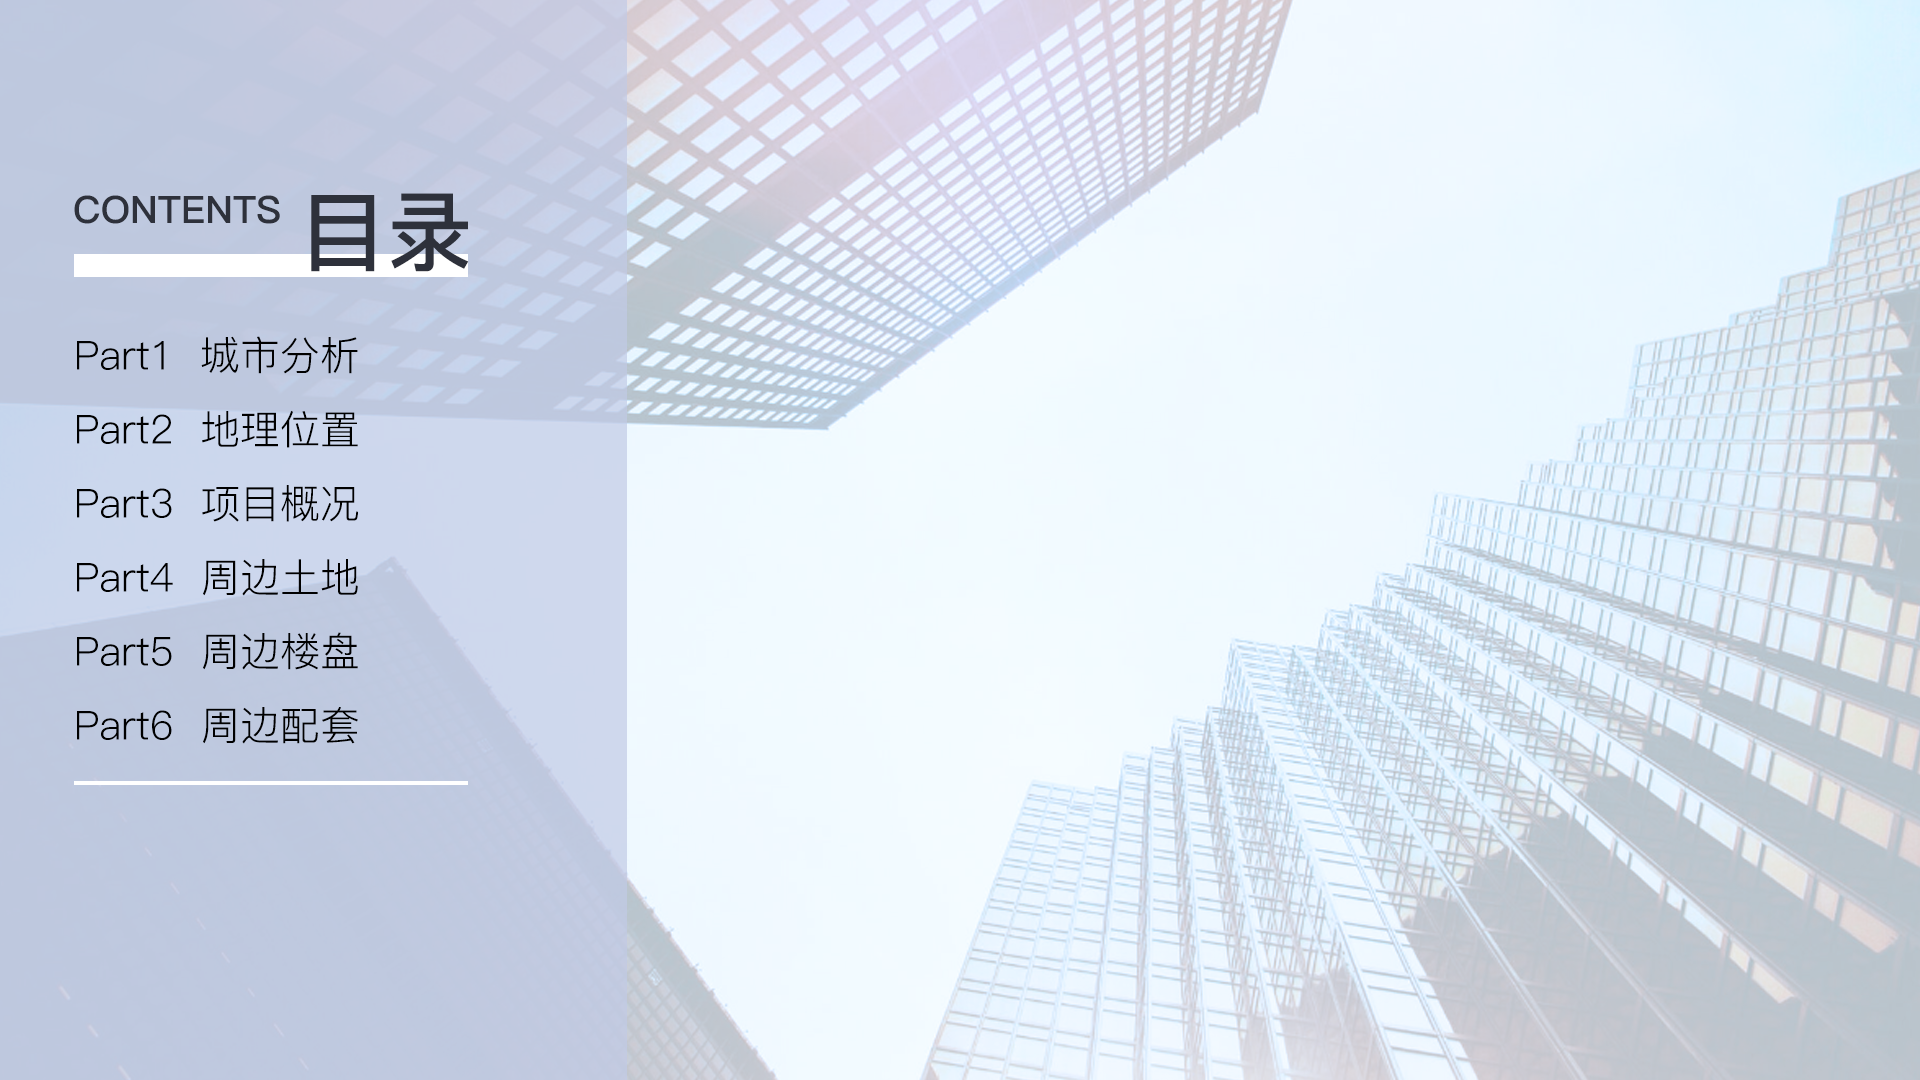 CONTENTS 目录
Part1 城市分析
Part2 地理位置
Part3 项目概况
Part4 周边土地
Part5 周边楼盘
Part6 周边配套